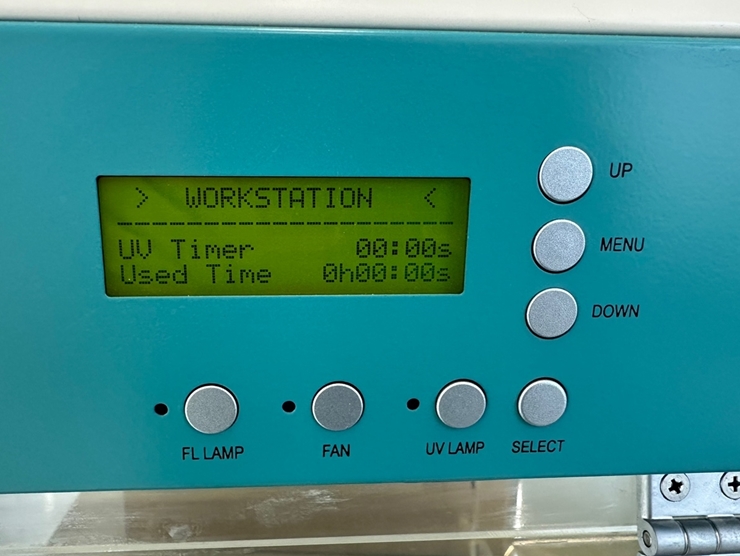 > WORKSTATION <
--------------------------------
UV Timer 00:00s
Used Time 0h00:00s
UP
MENU
DOWN
FL LAMP
FAN
UV LAMP
SELECT